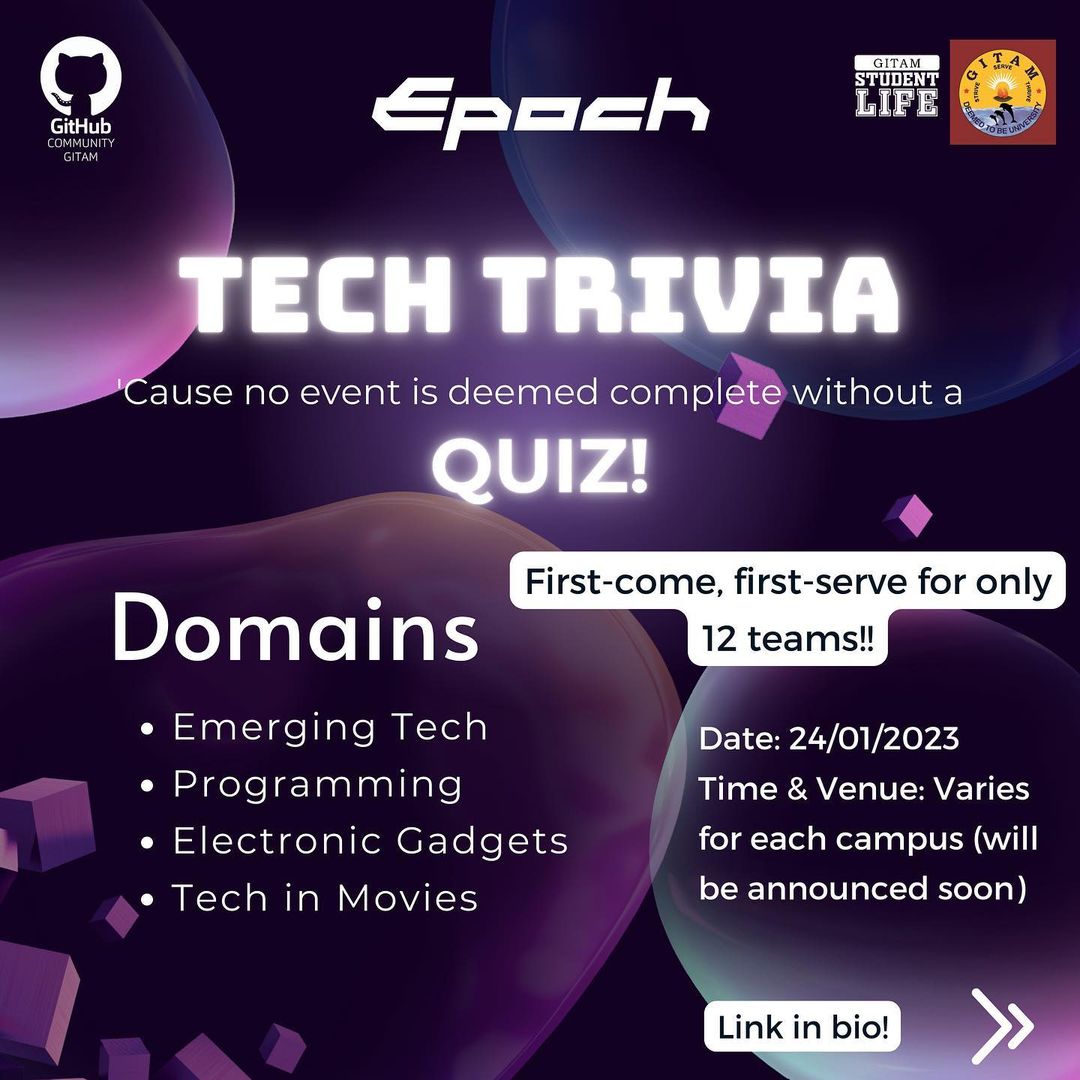 GitHub
COMMUNITY
GITAM
Epoch
GITAM
STUDENT
LIFE
GITAM
STRIVE SERVE THRIVE
DEEMED TO BE UNIVERSITY
TECH TRIVIA
'Cause no event is deemed complete without a
QUIZ!
First-come, first-serve for only
12 teams!!
Domains
• Emerging Tech
• Programming
• Electronic Gadgets
• Tech in Movies
Date: 24/01/2023
Time & Venue: Varies
for each campus (will
be announced soon)
Link in bio!